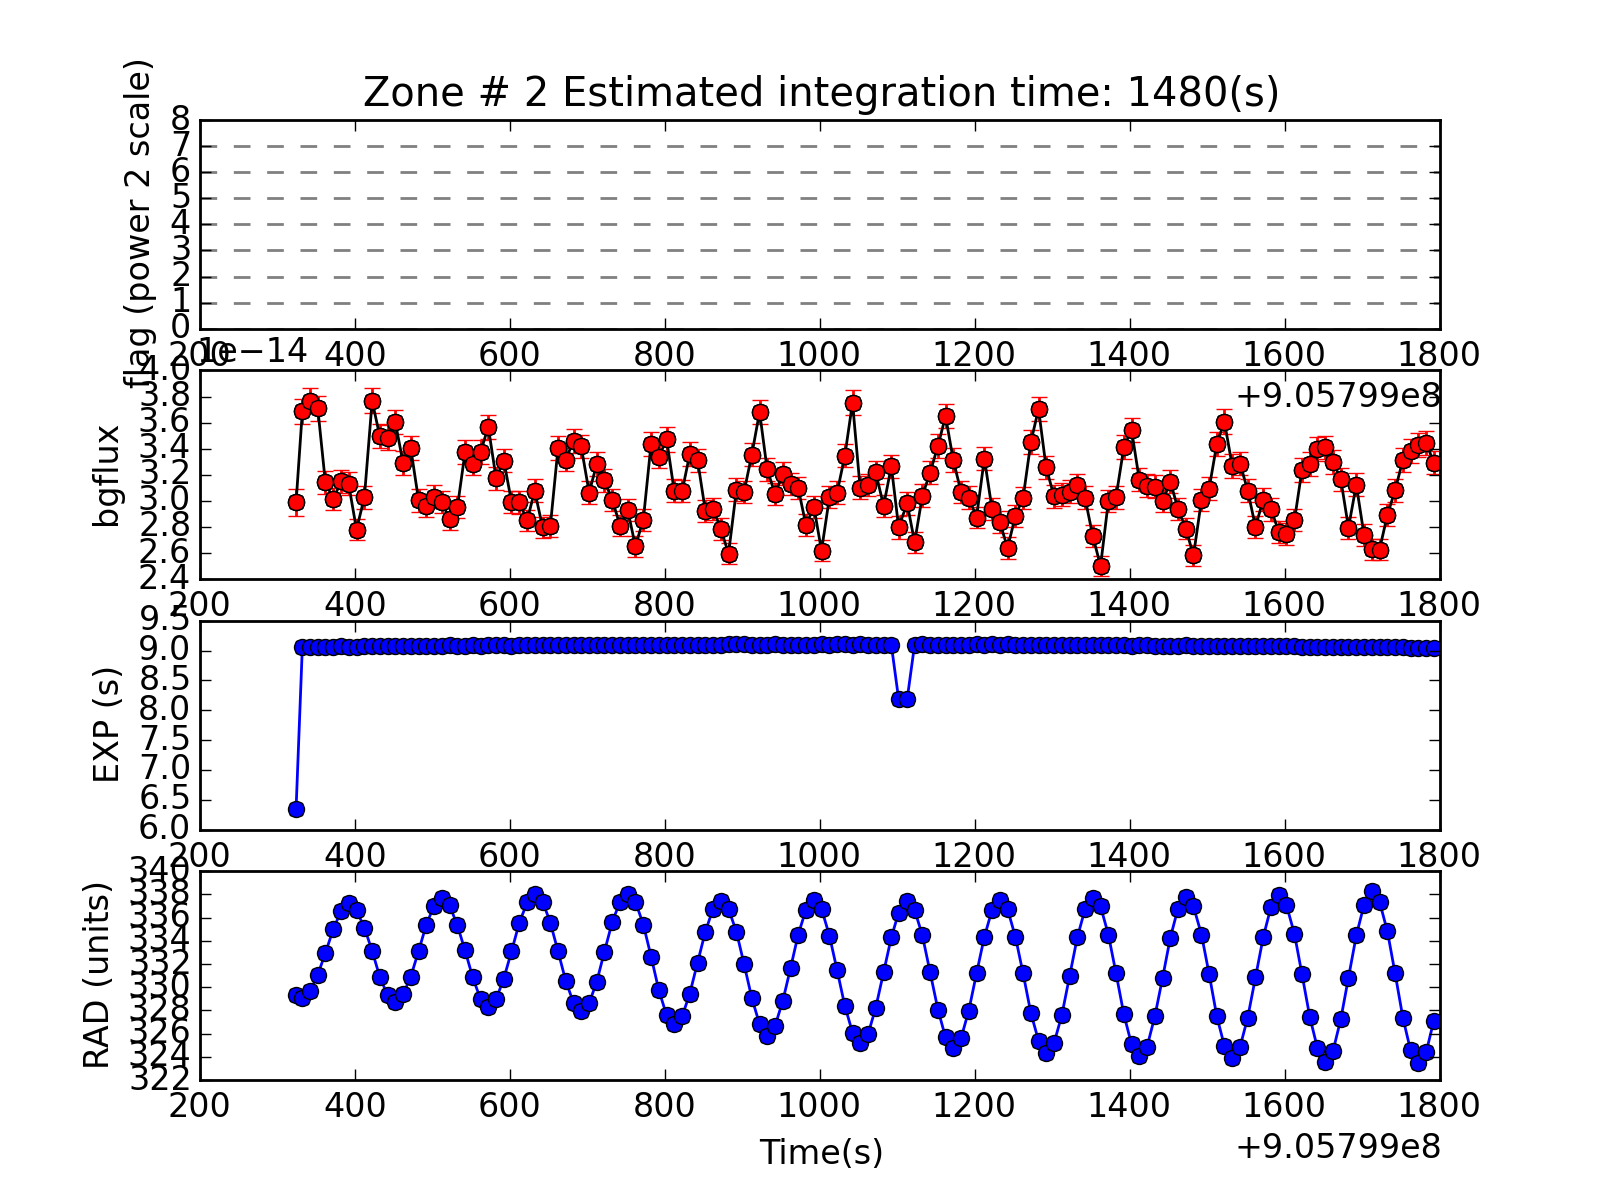 Zone # 2 Estimated integration time: 1480(s)
flag (power 2 scale)
8
7
6
5
4
3
2
1
0
200 400 600 800 1000 1200 1400 1600 1800
1e−14
+9.05799e8
bgflux
4.0
3.8
3.6
3.4
3.2
3.0
2.8
2.6
2.4
200 400 600 800 1000 1200 1400 1600 1800
EXP (s)
9.5
9.0
8.5
8.0
7.5
7.0
6.5
6.0
200 400 600 800 1000 1200 1400 1600 1800
RAD (units)
340
338
336
334
332
330
328
326
324
322
200 400 600 800 1000 1200 1400 1600 1800
Time(s)
+9.05799e8